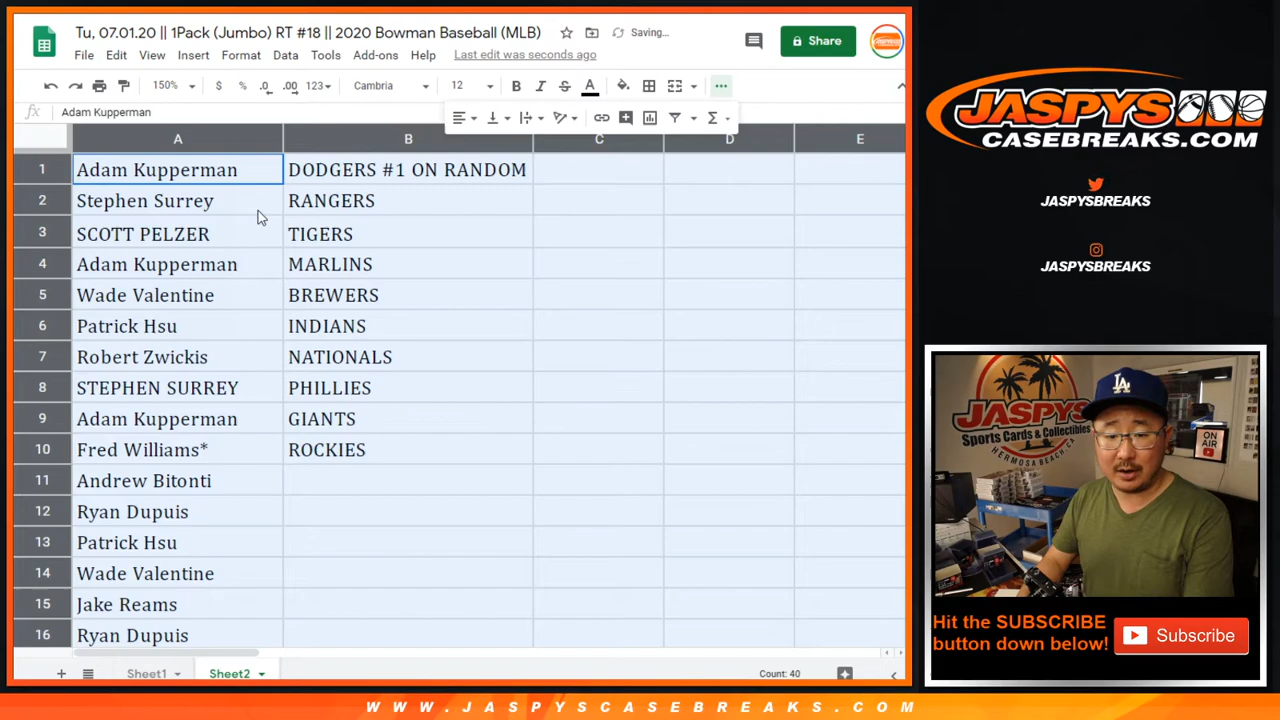 Tu, 07.01.20 || 1Pack (Jumbo) RT #18 || 2020 Bowman Baseball (MLB)
Saving...
Share
File Edit View Insert Format Data Tools Add-ons Help Last edit was seconds ago
150% $ % .0 .00 123 Cambria 12 B I S A
fx Adam Kupperman
A B C D E
1 Adam Kupperman DODGERS #1 ON RANDOM
2 Stephen Surrey RANGERS
3 SCOTT PELZER TIGERS
4 Adam Kupperman MARLINS
5 Wade Valentine BREWERS
6 Patrick Hsu INDIANS
7 Robert Zwickis NATIONALS
8 STEPHEN SURREY PHILLIES
9 Adam Kupperman GIANTS
10 Fred Williams* ROCKIES
11 Andrew Bitonti
12 Ryan Dupuis
13 Patrick Hsu
14 Wade Valentine
15 Jake Reams
16 Ryan Dupuis
Sheet1 Sheet2 Count: 40
JASPYS
CASEBREAKS.COM
JASPYSBREAKS
JASPYSBREAKS
JASPYS
Sports Cards & Collectibles
HERMOSA BEACH, CA
LA
ON AIR
Hit the SUBSCRIBE
button down below!
Subscribe
WWW.JASPYSCASEBREAKS.COM